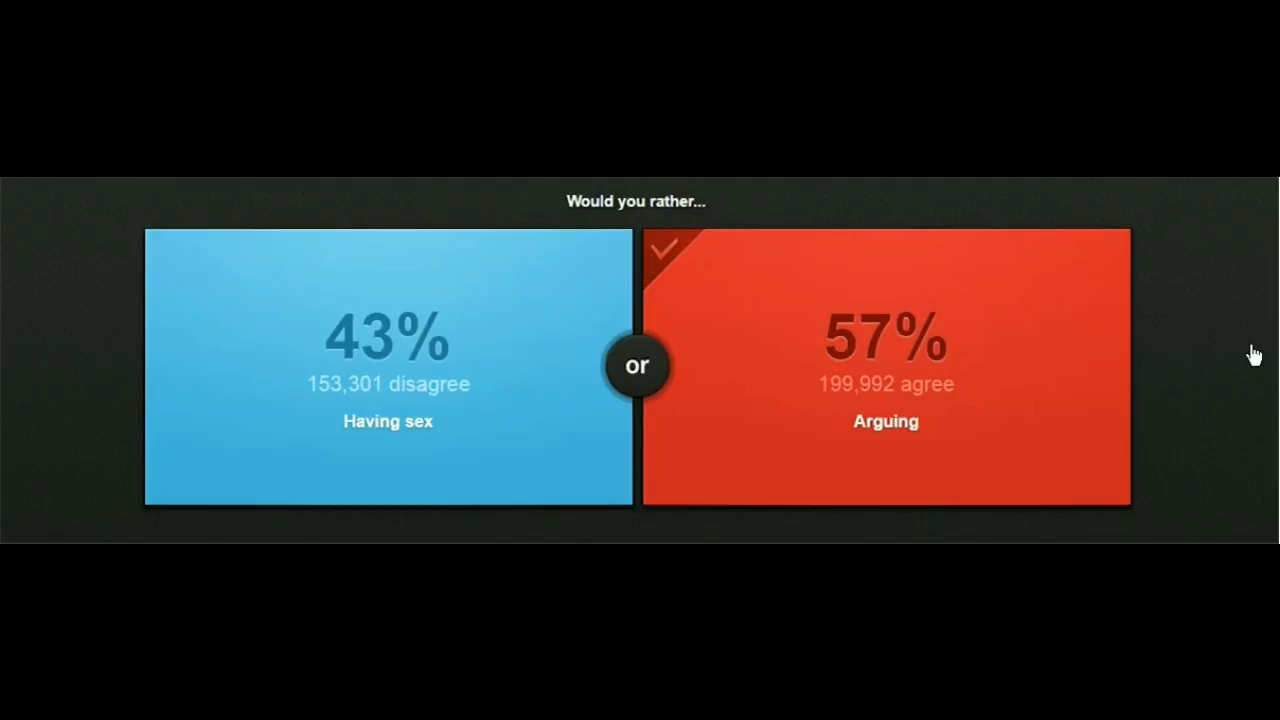 Would you rather...
43%
153,301 disagree
Having sex
or
57%
199,992 agree
Arguing